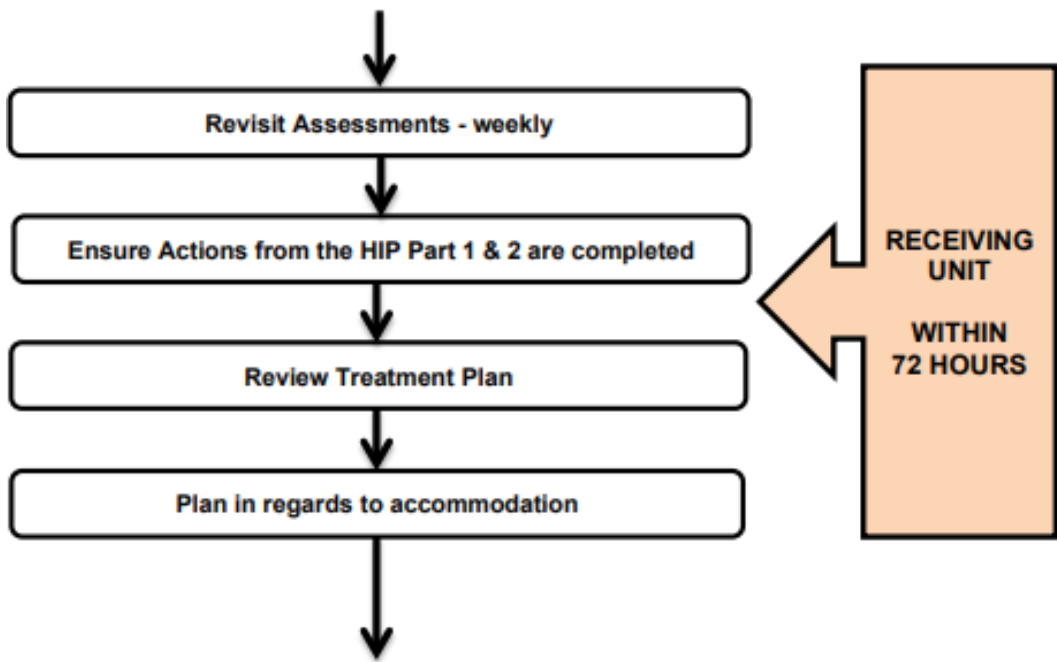 Revisit Assessments - weekly
Ensure Actions from the HIP Part 1 & 2 are completed
Review Treatment Plan
Plan in regards to accommodation
RECEIVING
UNIT
WITHIN
72 HOURS